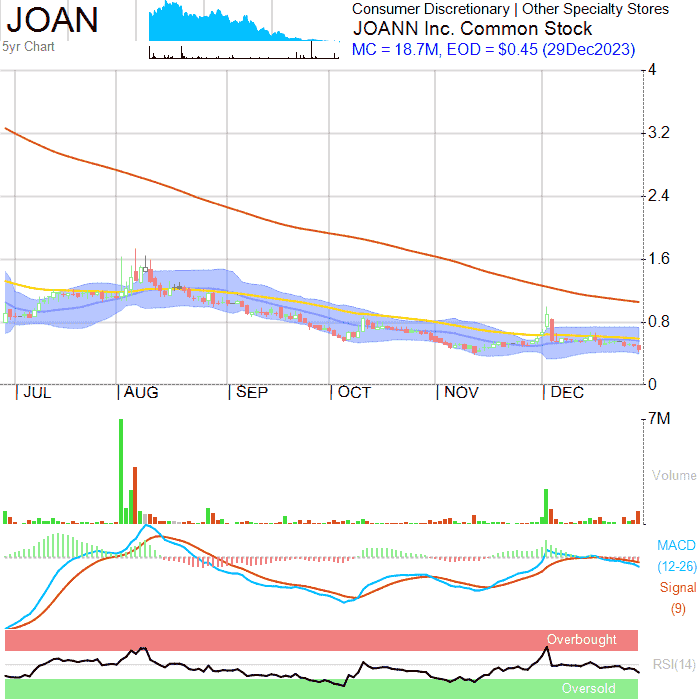 JOAN
5yr Chart
Consumer Discretionary | Other Specialty Stores
JOANN Inc. Common Stock
MC = 18.7M, EOD = $0.45 (29Dec2023)
4
3.2
2.4
1.6
0.8
0
JUL AUG SEP OCT NOV DEC
7M
Volume
MACD
(12-26)
Signal
(9)
Overbought
RSI(14)
Oversold